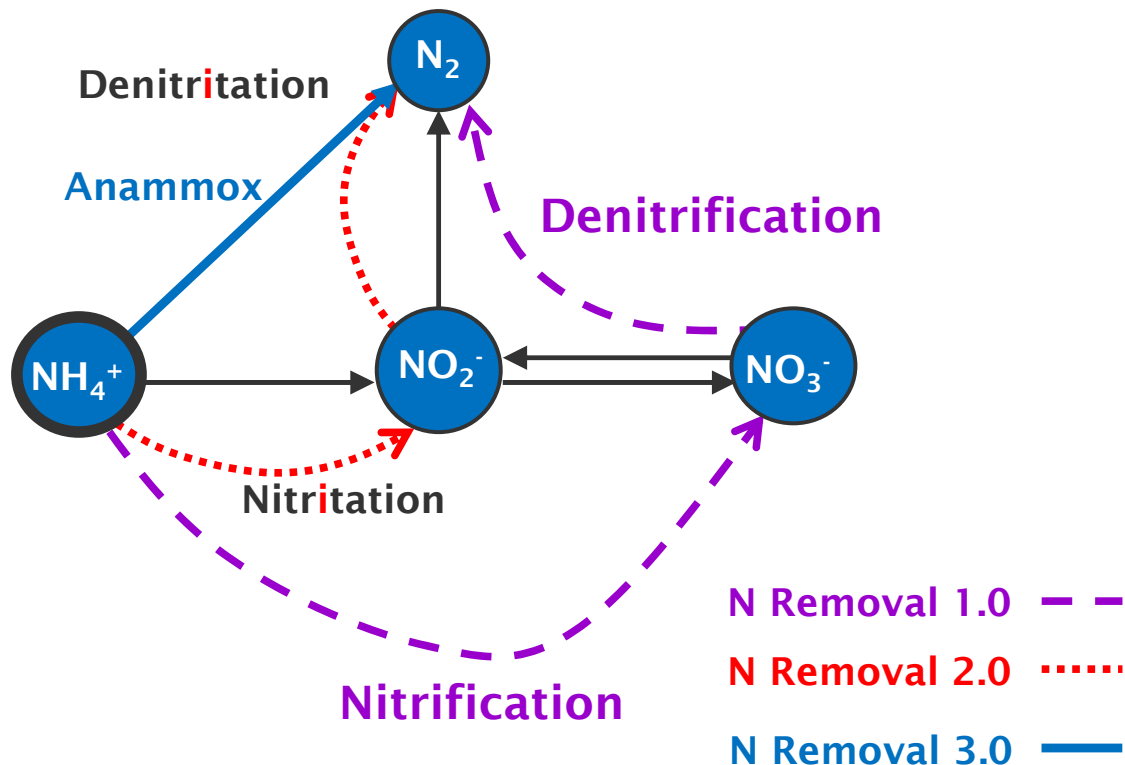 N₂
Denitritation
Anammox
Denitrification
NH₄⁺
NO₂⁻
NO₃⁻
Nitritation
N Removal 1.0
N Removal 2.0
Nitrification
N Removal 3.0